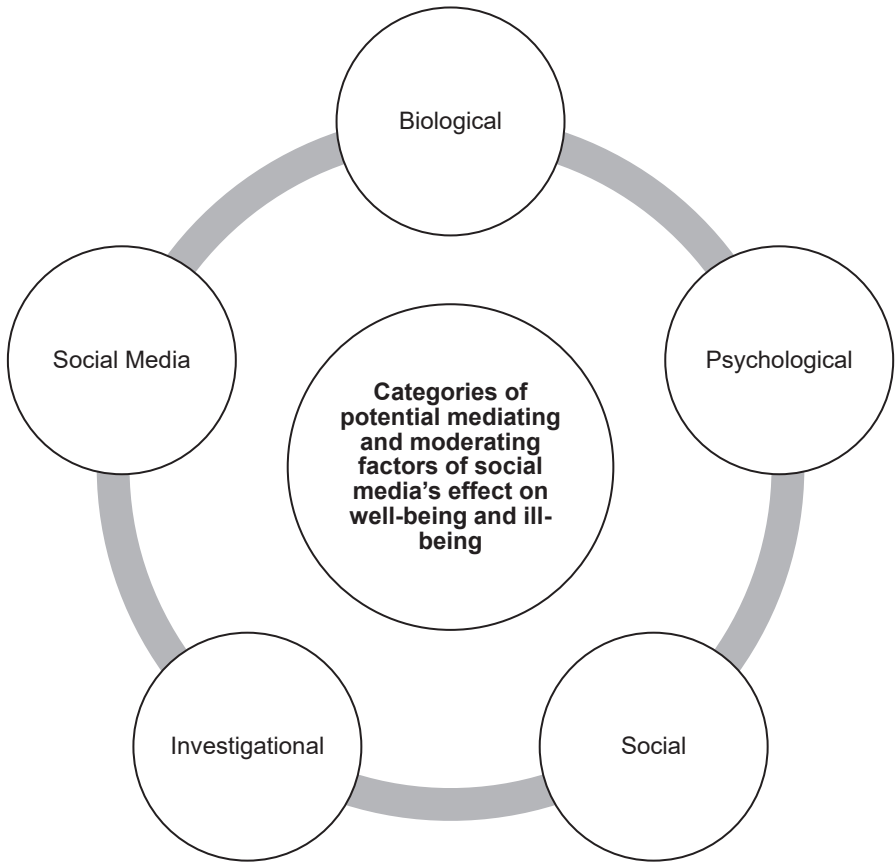 Biological
Social Media
Psychological
Categories of
potential mediating
and moderating
factors of social
media’s effect on
well-being and ill-
being
Investigational
Social